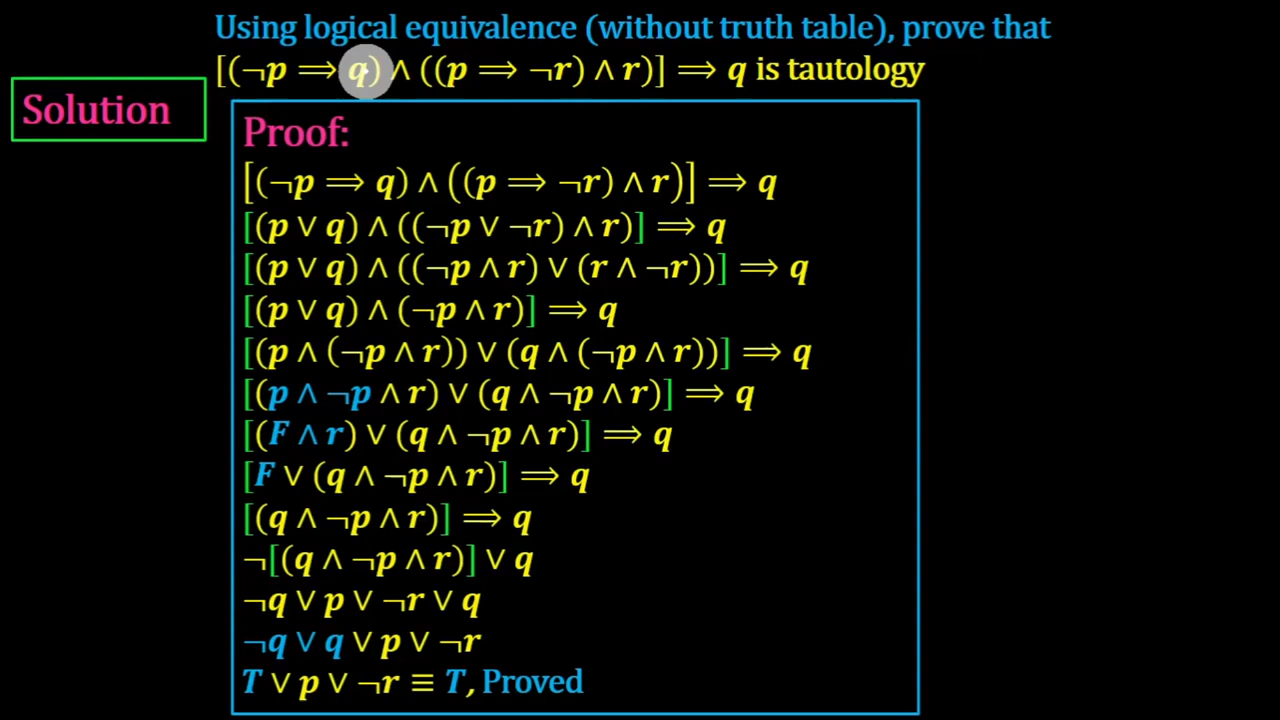 Using logical equivalence (without truth table), prove that
[(¬p ⟹ q) ∧ ((p ⟹ ¬r) ∧ r)] ⟹ q is tautology
Solution
Proof:
[(¬p ⟹ q) ∧ ((p ⟹ ¬r) ∧ r)] ⟹ q
[(p ∨ q) ∧ ((¬p ∨ ¬r) ∧ r)] ⟹ q
[(p ∨ q) ∧ ((¬p ∧ r) ∨ (r ∧ ¬r))] ⟹ q
[(p ∨ q) ∧ (¬p ∧ r)] ⟹ q
[(p ∧ (¬p ∧ r)) ∨ (q ∧ (¬p ∧ r))] ⟹ q
[(p ∧ ¬p ∧ r) ∨ (q ∧ ¬p ∧ r)] ⟹ q
[(F ∧ r) ∨ (q ∧ ¬p ∧ r)] ⟹ q
[F ∨ (q ∧ ¬p ∧ r)] ⟹ q
[(q ∧ ¬p ∧ r)] ⟹ q
¬[(q ∧ ¬p ∧ r)] ∨ q
¬q ∨ p ∨ ¬r ∨ q
¬q ∨ q ∨ p ∨ ¬r
T ∨ p ∨ ¬r ≡ T, Proved